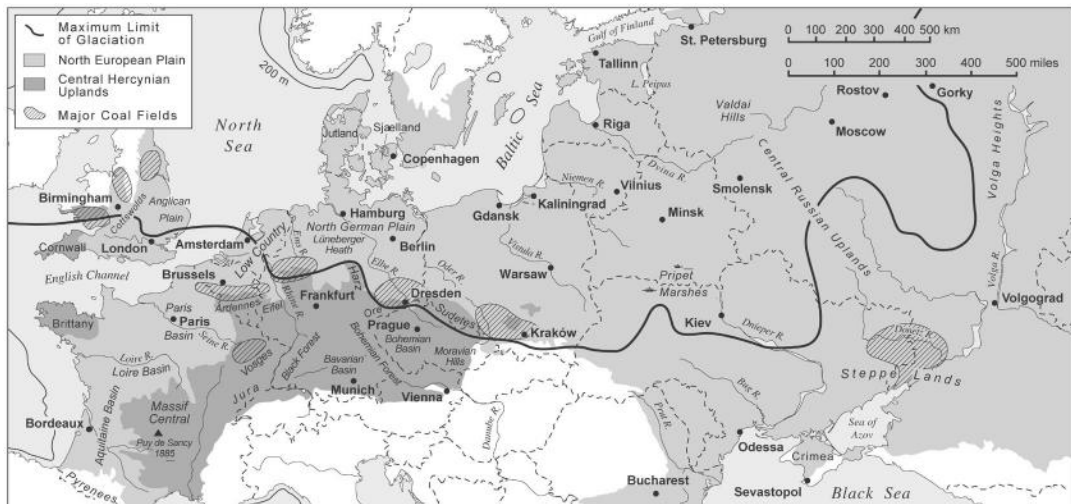 Maximum Limit
of Glaciation
North European Plain
Central Hercynian
Uplands
Major Coal Fields
200 m
North
Sea
Baltic Sea
Gulf of Finland
St. Petersburg
Tallinn
L. Peipus
Riga
0 100 200 300 400 500 km
0 100 200 300 400 500 miles
Rostov
Gorky
Valdai
Hills
Moscow
Volga Heights
Jutland
Sjælland
Copenhagen
Dvina R.
Niemen R.
Vilnius
Smolensk
Central Russian Uplands
Birmingham
Cotswolds
Anglican
Plain
Hamburg
North German Plain
Lüneberger
Heath
Berlin
Gdansk
Kaliningrad
Minsk
Cornwall
London
Amsterdam
Low Country
Ems R.
Harz
Elbe R.
Oder R.
Vistula R.
Warsaw
Pripet
Marshes
English Channel
Brussels
Ardennes
Eifel
Rhine R.
Frankfurt
Dresden
Ore
Sudetes
Kraków
Kiev
Dnieper R.
Volga R.
Volgograd
Donets R.
Steppe Lands
Brittany
Paris
Basin
Paris
Seine R.
Prague
Bohemian
Basin
Bohemian Forest
Moravian
Hills
Loire R.
Loire Basin
Vosges
Black Forest
Bavarian
Basin
Munich
Vienna
Jura
Massif
Central
Puy de Sancy
1885
Bordeaux
Aquitaine Basin
Pyrenees
Danube R.
Prut R.
Bug R.
Odessa
Sea of
Azov
Crimea
Bucharest
Sevastopol
Black Sea